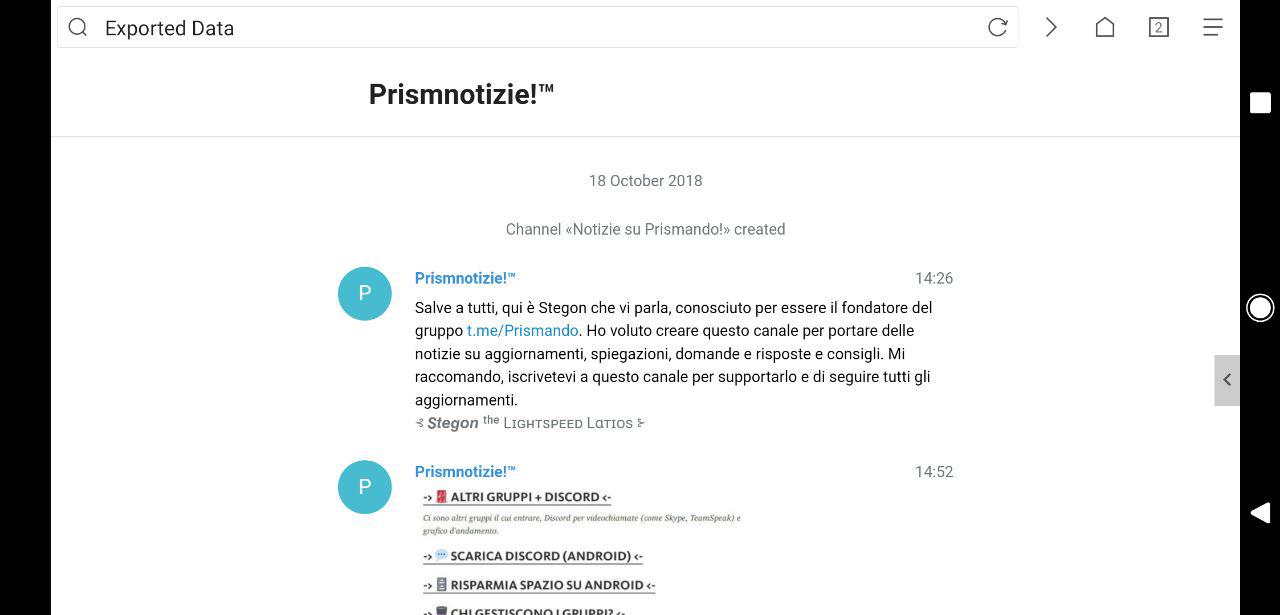 Exported Data
2
Prismnotizie!™
18 October 2018
Channel «Notizie su Prismando!» created
P
Prismnotizie!™
14:26
Salve a tutti, qui è Stegon che vi parla, conosciuto per essere il fondatore del
gruppo t.me/Prismando. Ho voluto creare questo canale per portare delle
notizie su aggiornamenti, spiegazioni, domande e risposte e consigli. Mi
raccomando, iscrivetevi a questo canale per supportarlo e di seguire tutti gli
aggiornamenti.
⊰ Stegon ᵗʰᵉ Lɪɢʜᴛsᴘᴇᴇᴅ Lɑᴛɪᴏs ⊱
P
Prismnotizie!™
14:52
-> ALTRI GRUPPI + DISCORD <-
Ci sono altri gruppi il cui entrare, Discord per videochiamate (come Skype, TeamSpeak) e
grafico d'andamento.
-> 💬 SCARICA DISCORD (ANDROID) <-
-> RISPARMIA SPAZIO SU ANDROID <-
-> CHI GESTISCONO I GRUPPI? <-